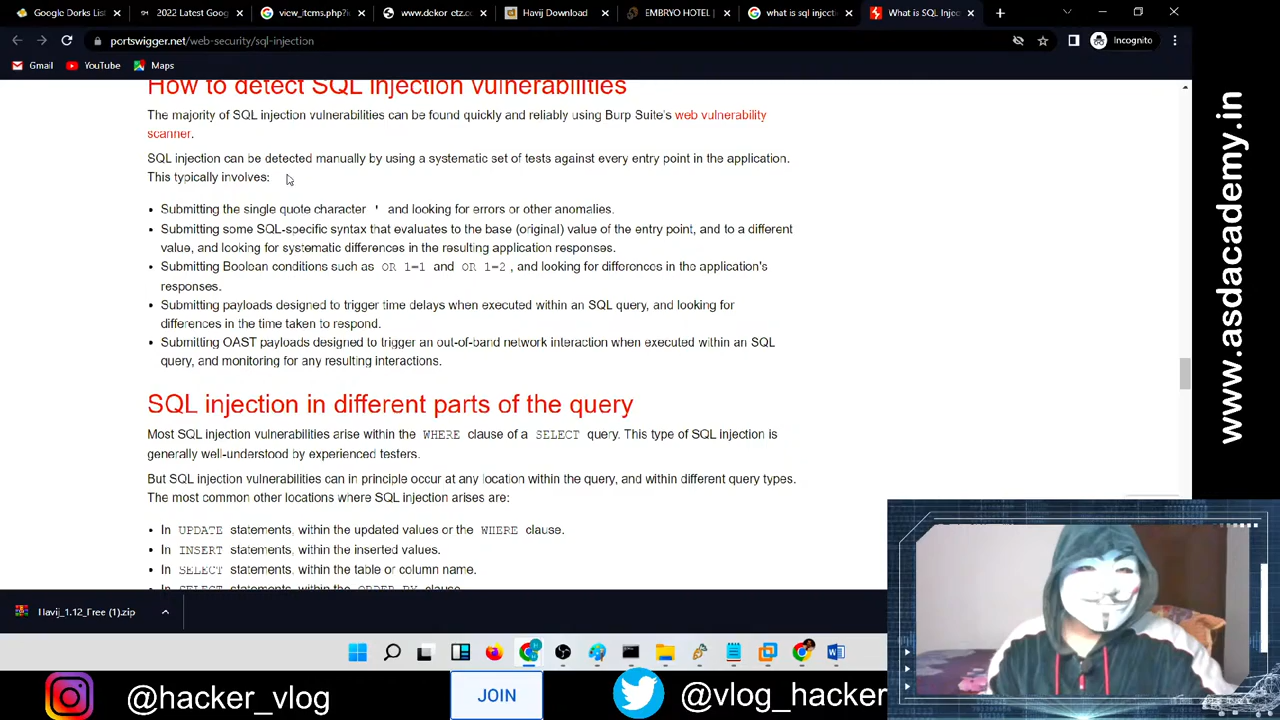 Google Dorks List
2022 Latest Goog
view_items.php?i
www.dekor-etz.co
Havij Download
EMBRYO HOTEL |
what is sql injecti
What is SQL Injec
portswigger.net/web-security/sql-injection
Incognito
Gmail
YouTube
Maps
How to detect SQL injection vulnerabilities
The majority of SQL injection vulnerabilities can be found quickly and reliably using Burp Suite's web vulnerability
scanner.
SQL injection can be detected manually by using a systematic set of tests against every entry point in the application.
This typically involves:
• Submitting the single quote character ' and looking for errors or other anomalies.
• Submitting some SQL-specific syntax that evaluates to the base (original) value of the entry point, and to a different
value, and looking for systematic differences in the resulting application responses.
• Submitting Boolean conditions such as OR 1=1 and OR 1=2, and looking for differences in the application's
responses.
• Submitting payloads designed to trigger time delays when executed within an SQL query, and looking for
differences in the time taken to respond.
• Submitting OAST payloads designed to trigger an out-of-band network interaction when executed within an SQL
query, and monitoring for any resulting interactions.
SQL injection in different parts of the query
Most SQL injection vulnerabilities arise within the WHERE clause of a SELECT query. This type of SQL injection is
generally well-understood by experienced testers.
But SQL injection vulnerabilities can in principle occur at any location within the query, and within different query types.
The most common other locations where SQL injection arises are:
• In UPDATE statements, within the updated values or the WHERE clause.
• In INSERT statements, within the inserted values.
• In SELECT statements, within the table or column name.
• In SELECT statements, within the ORDER BY clause.
Havij_1.12_Free (1).zip
@hacker_vlog
JOIN
@vlog_hacker
www.asdacademy.in